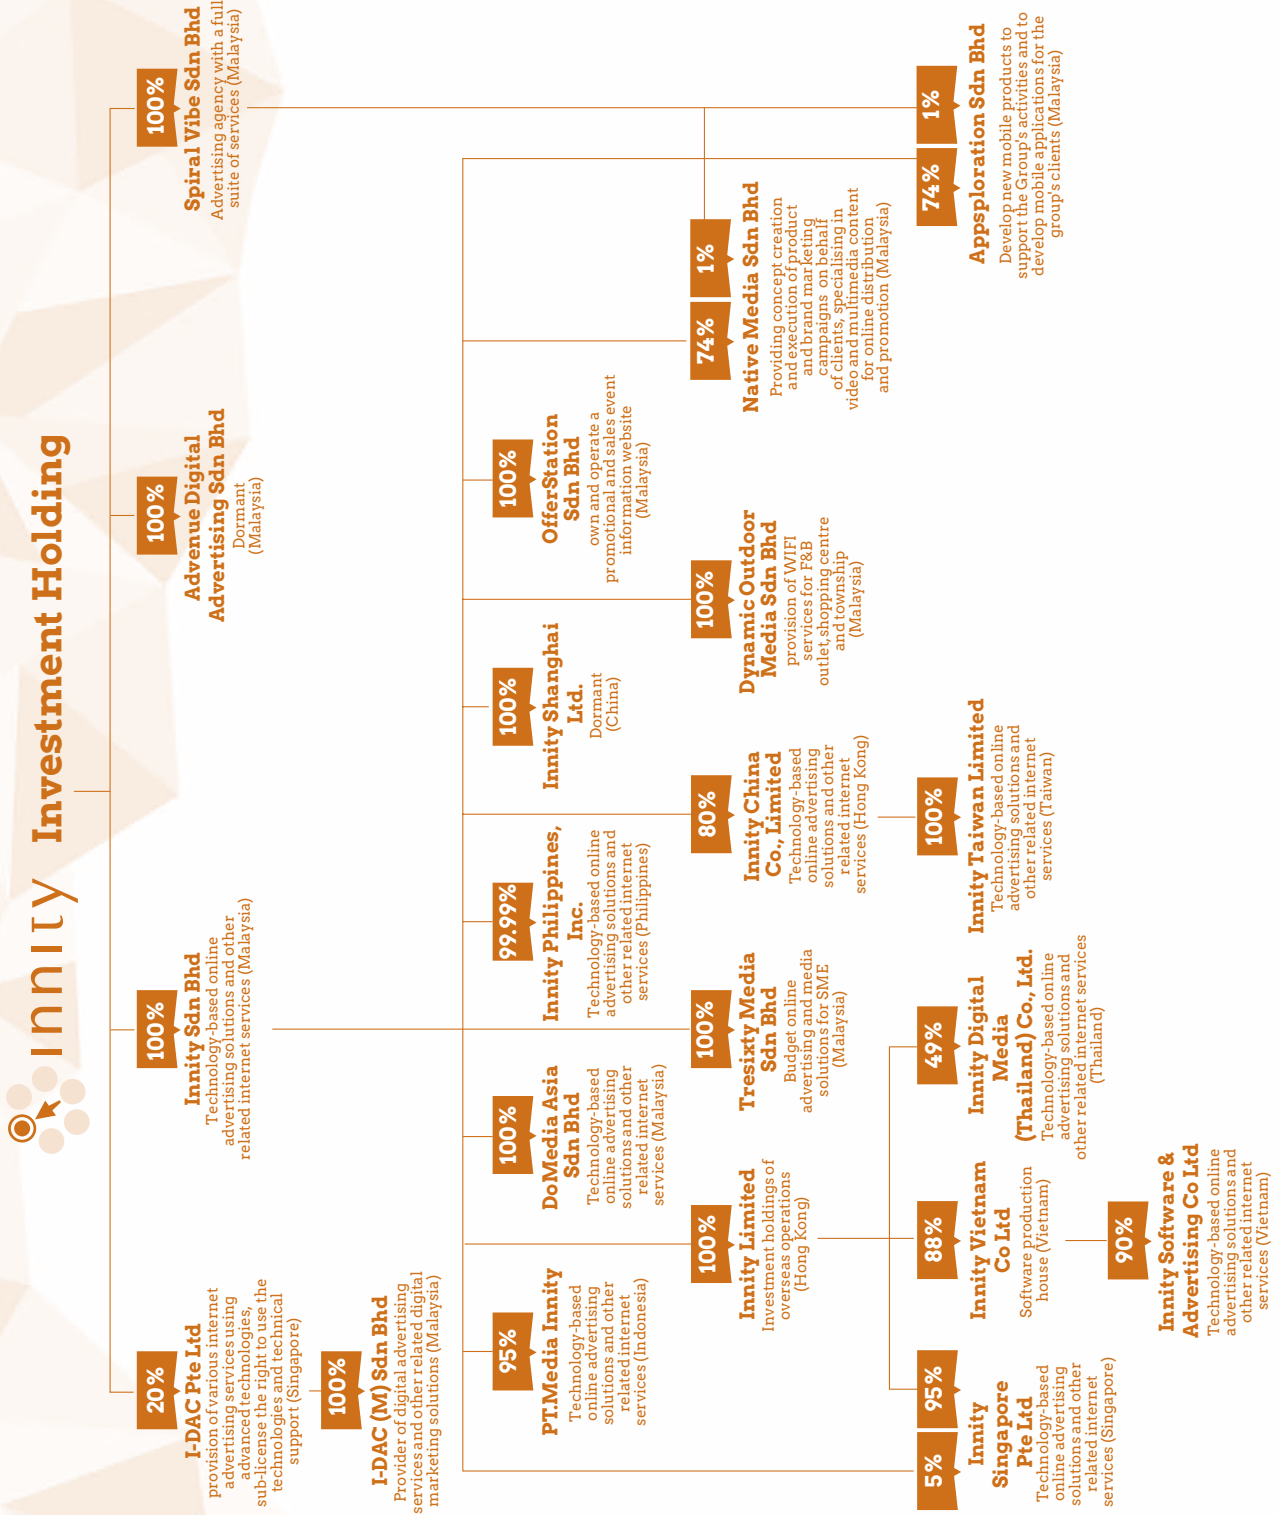 ınnıty Investment Holding
20%
I-DAC Pte Ltd
provision of various internet
advertising services using
advanced technologies,
sub-license the right to use the
technologies and technical
support (Singapore)
100%
I-DAC (M) Sdn Bhd
Provider of digital advertising
services and other related digital
marketing solutions (Malaysia)
100%
Innity Sdn Bhd
Technology-based online
advertising solutions and other
related internet services (Malaysia)
100%
Advenue Digital
Advertising Sdn Bhd
Dormant
(Malaysia)
100%
Spiral Vibe Sdn Bhd
Advertising agency with a full
suite of services (Malaysia)
95%
PT.Media Innity
Technology-based
online advertising
solutions and other
related internet
services (Indonesia)
100%
DoMedia Asia
Sdn Bhd
Technology-based
online advertising
solutions and other
related internet
services (Malaysia)
99.99%
Innity Philippines,
Inc.
Technology-based online
advertising solutions and
other related internet
services (Philippines)
100%
Innity Shanghai
Ltd.
Dormant
(China)
100%
OfferStation
Sdn Bhd
own and operate a
promotional and sales event
information website
(Malaysia)
100%
Innity Limited
Investment holdings of
overseas operations
(Hong Kong)
100%
Tresixty Media
Sdn Bhd
Budget online
advertising and media
solutions for SME
(Malaysia)
80%
Innity China
Co., Limited
Technology-based
online advertising
solutions and other
related internet
services (Hong Kong)
100%
Dynamic Outdoor
Media Sdn Bhd
provision of WIFI
services for F&B
outlet, shopping centre
and township
(Malaysia)
74%
1%
Native Media Sdn Bhd
Providing concept creation
and execution of product
and brand marketing
campaigns on behalf
of clients, specialising in
video and multimedia content
for online distribution
and promotion (Malaysia)
5%
95%
Innity
Singapore
Pte Ltd
Technology-based
online advertising
solutions and other
related internet
services (Singapore)
88%
Innity Vietnam
Co Ltd
Software production
house (Vietnam)
49%
Innity Digital
Media
(Thailand) Co., Ltd.
Technology-based online
advertising solutions and
other related internet services
(Thailand)
100%
Innity Taiwan Limited
Technology-based online
advertising solutions and
other related internet
services (Taiwan)
74%
1%
Appsploration Sdn Bhd
Develop new mobile products to
support the Group's activities and to
develop mobile applications for the
group's clients (Malaysia)
90%
Innity Software &
Advertising Co Ltd
Technology-based online
advertising solutions and
other related internet
services (Vietnam)